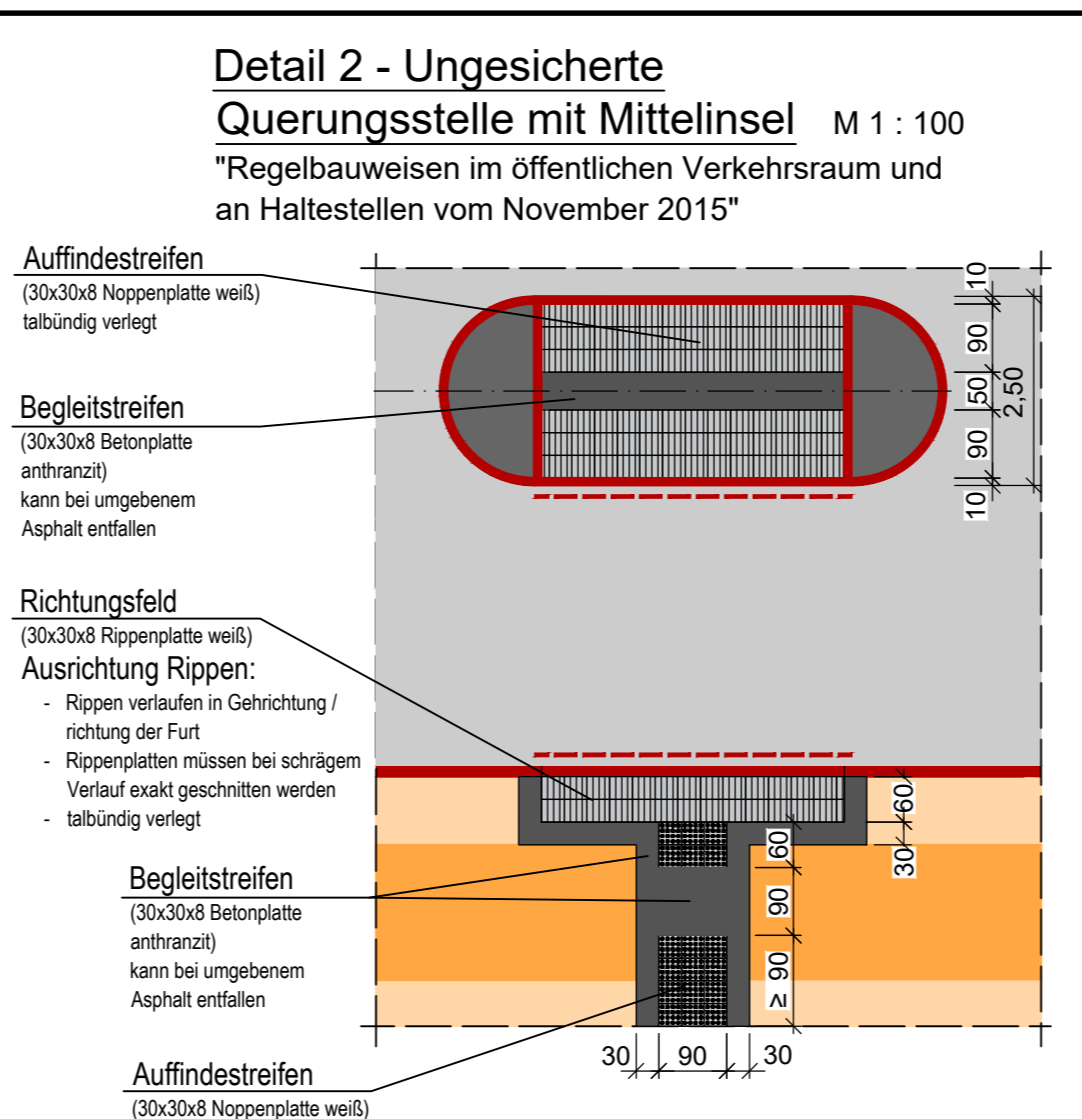 Detail 2 - Ungesicherte
Querungsstelle mit Mittelinsel M 1 : 100
"Regelbauweisen im öffentlichen Verkehrsraum und
an Haltestellen vom November 2015"
Auffindestreifen
(30x30x8 Noppenplatte weiß)
talbündig verlegt
Begleitstreifen
(30x30x8 Betonplatte
anthranzit)
kann bei umgebenem
Asphalt entfallen
Richtungsfeld
(30x30x8 Rippenplatte weiß)
Ausrichtung Rippen:
- Rippen verlaufen in Gehrichtung /
richtung der Furt
- Rippenplatten müssen bei schrägem
Verlauf exakt geschnitten werden
- talbündig verlegt
Begleitstreifen
(30x30x8 Betonplatte
anthranzit)
kann bei umgebenem
Asphalt entfallen
Auffindestreifen
(30x30x8 Noppenplatte weiß)
10
90
50
90
10
2,50
60
30
60
90
≥ 90
30 90 30